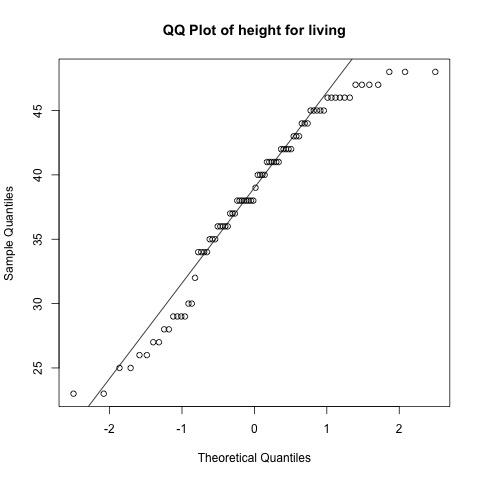 QQ Plot of height for living
Sample Quantiles
45
40
35
30
25
-2 -1 0 1 2
Theoretical Quantiles